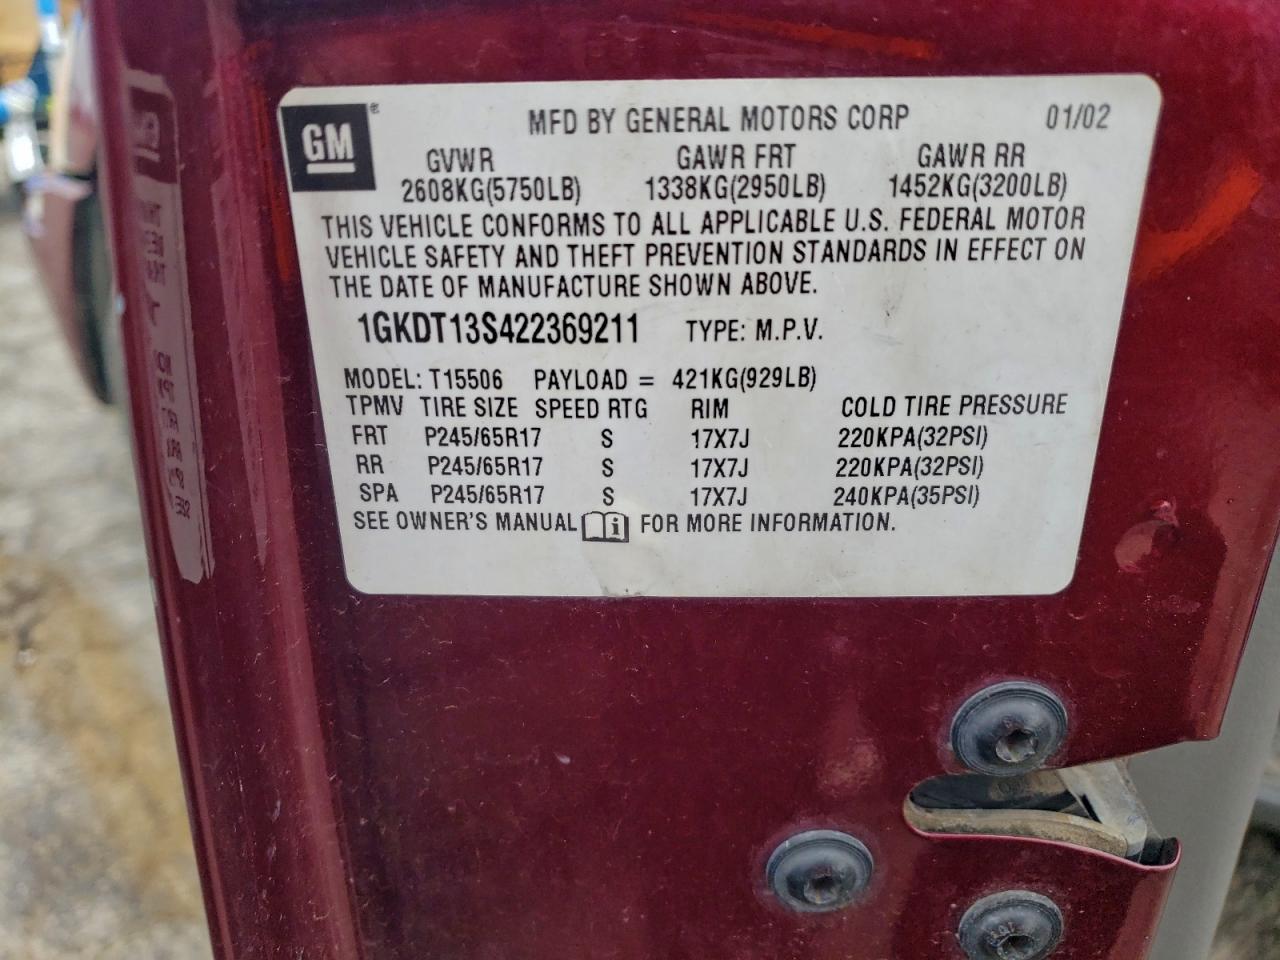 GM ®
MFD BY GENERAL MOTORS CORP 01/02
GVWR GAWR FRT GAWR RR
2608KG(5750LB) 1338KG(2950LB) 1452KG(3200LB)
THIS VEHICLE CONFORMS TO ALL APPLICABLE U.S. FEDERAL MOTOR
VEHICLE SAFETY AND THEFT PREVENTION STANDARDS IN EFFECT ON
THE DATE OF MANUFACTURE SHOWN ABOVE.
1GKDT13S422369211 TYPE: M.P.V.
MODEL: T15506 PAYLOAD = 421KG(929LB)
TPMV TIRE SIZE SPEED RTG RIM COLD TIRE PRESSURE
FRT P245/65R17 S 17X7J 220KPA(32PSI)
RR P245/65R17 S 17X7J 220KPA(32PSI)
SPA P245/65R17 S 17X7J 240KPA(35PSI)
SEE OWNER'S MANUAL i FOR MORE INFORMATION.